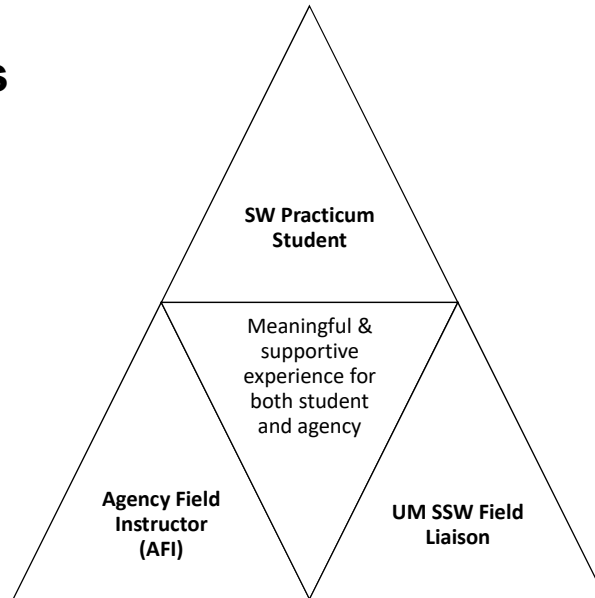 s
SW Practicum
Student
Meaningful &
supportive
experience for
both student
and agency
Agency Field
Instructor
(AFI)
UM SSW Field
Liaison